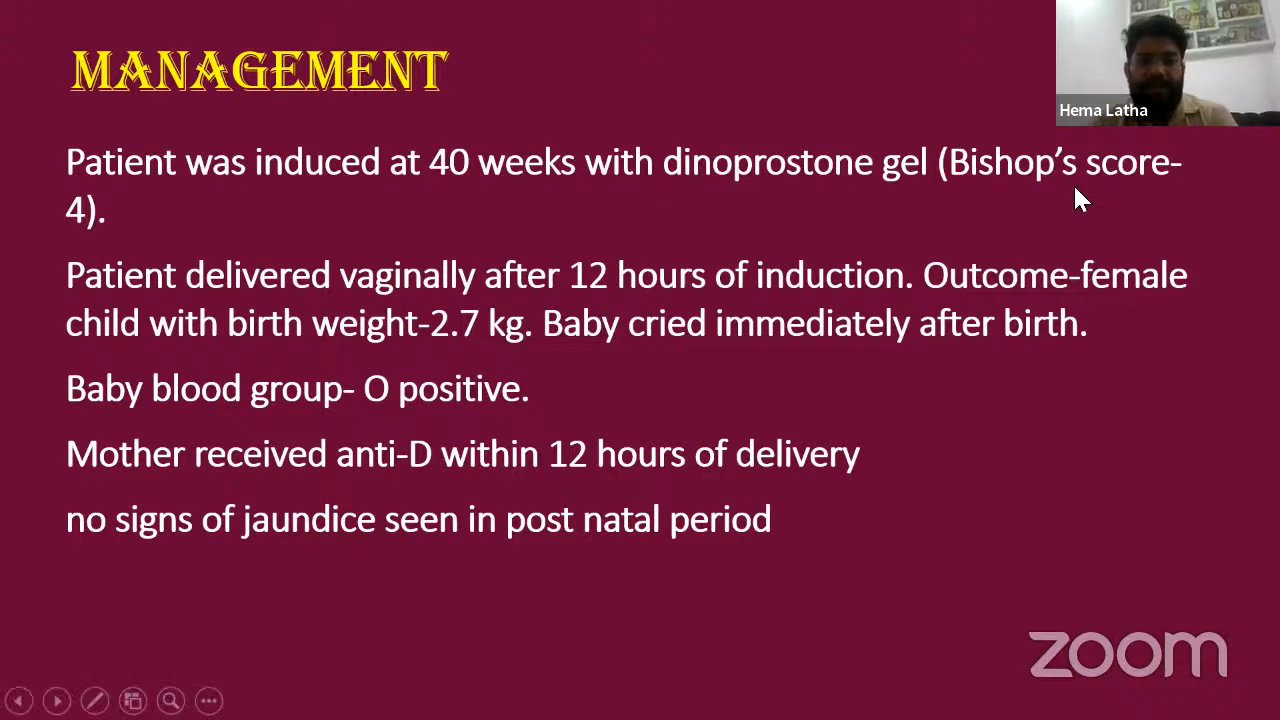 MANAGEMENT
Hema Latha
Patient was induced at 40 weeks with dinoprostone gel (Bishop’s score-
4).
Patient delivered vaginally after 12 hours of induction. Outcome-female
child with birth weight-2.7 kg. Baby cried immediately after birth.
Baby blood group- O positive.
Mother received anti-D within 12 hours of delivery
no signs of jaundice seen in post natal period
zoom